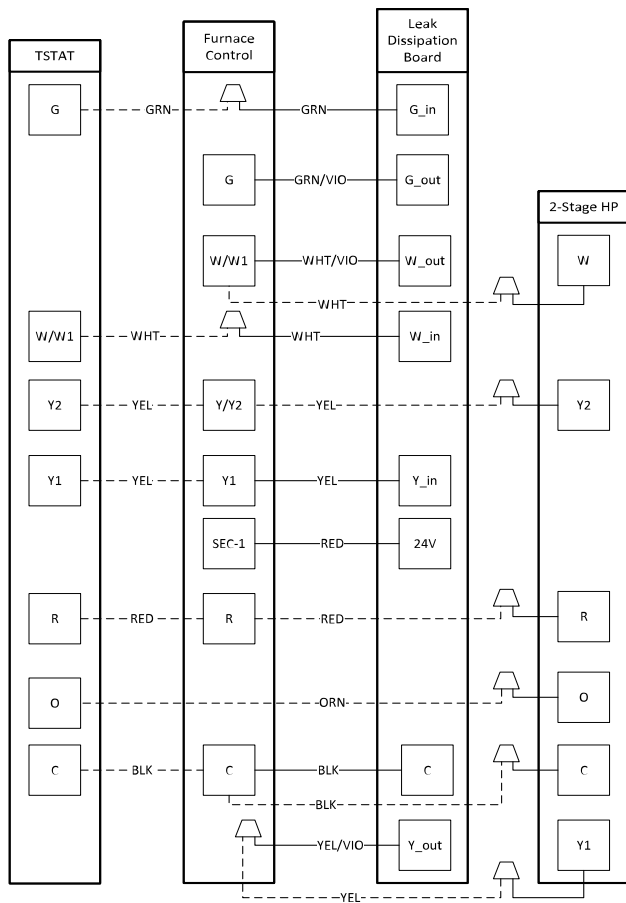 TSTAT
Furnace
Control
Leak
Dissipation
Board
2-Stage HP
G GRN GRN G_in
G GRN/VIO G_out
W/W1 WHT/VIO W_out W
WHT
W/W1 WHT WHT W_in
Y2 YEL Y/Y2 YEL Y2
Y1 YEL Y1 YEL Y_in
SEC-1 RED 24V
R RED R RED R
O ORN O
C BLK C BLK C C
BLK
YEL/VIO Y_out Y1
YEL